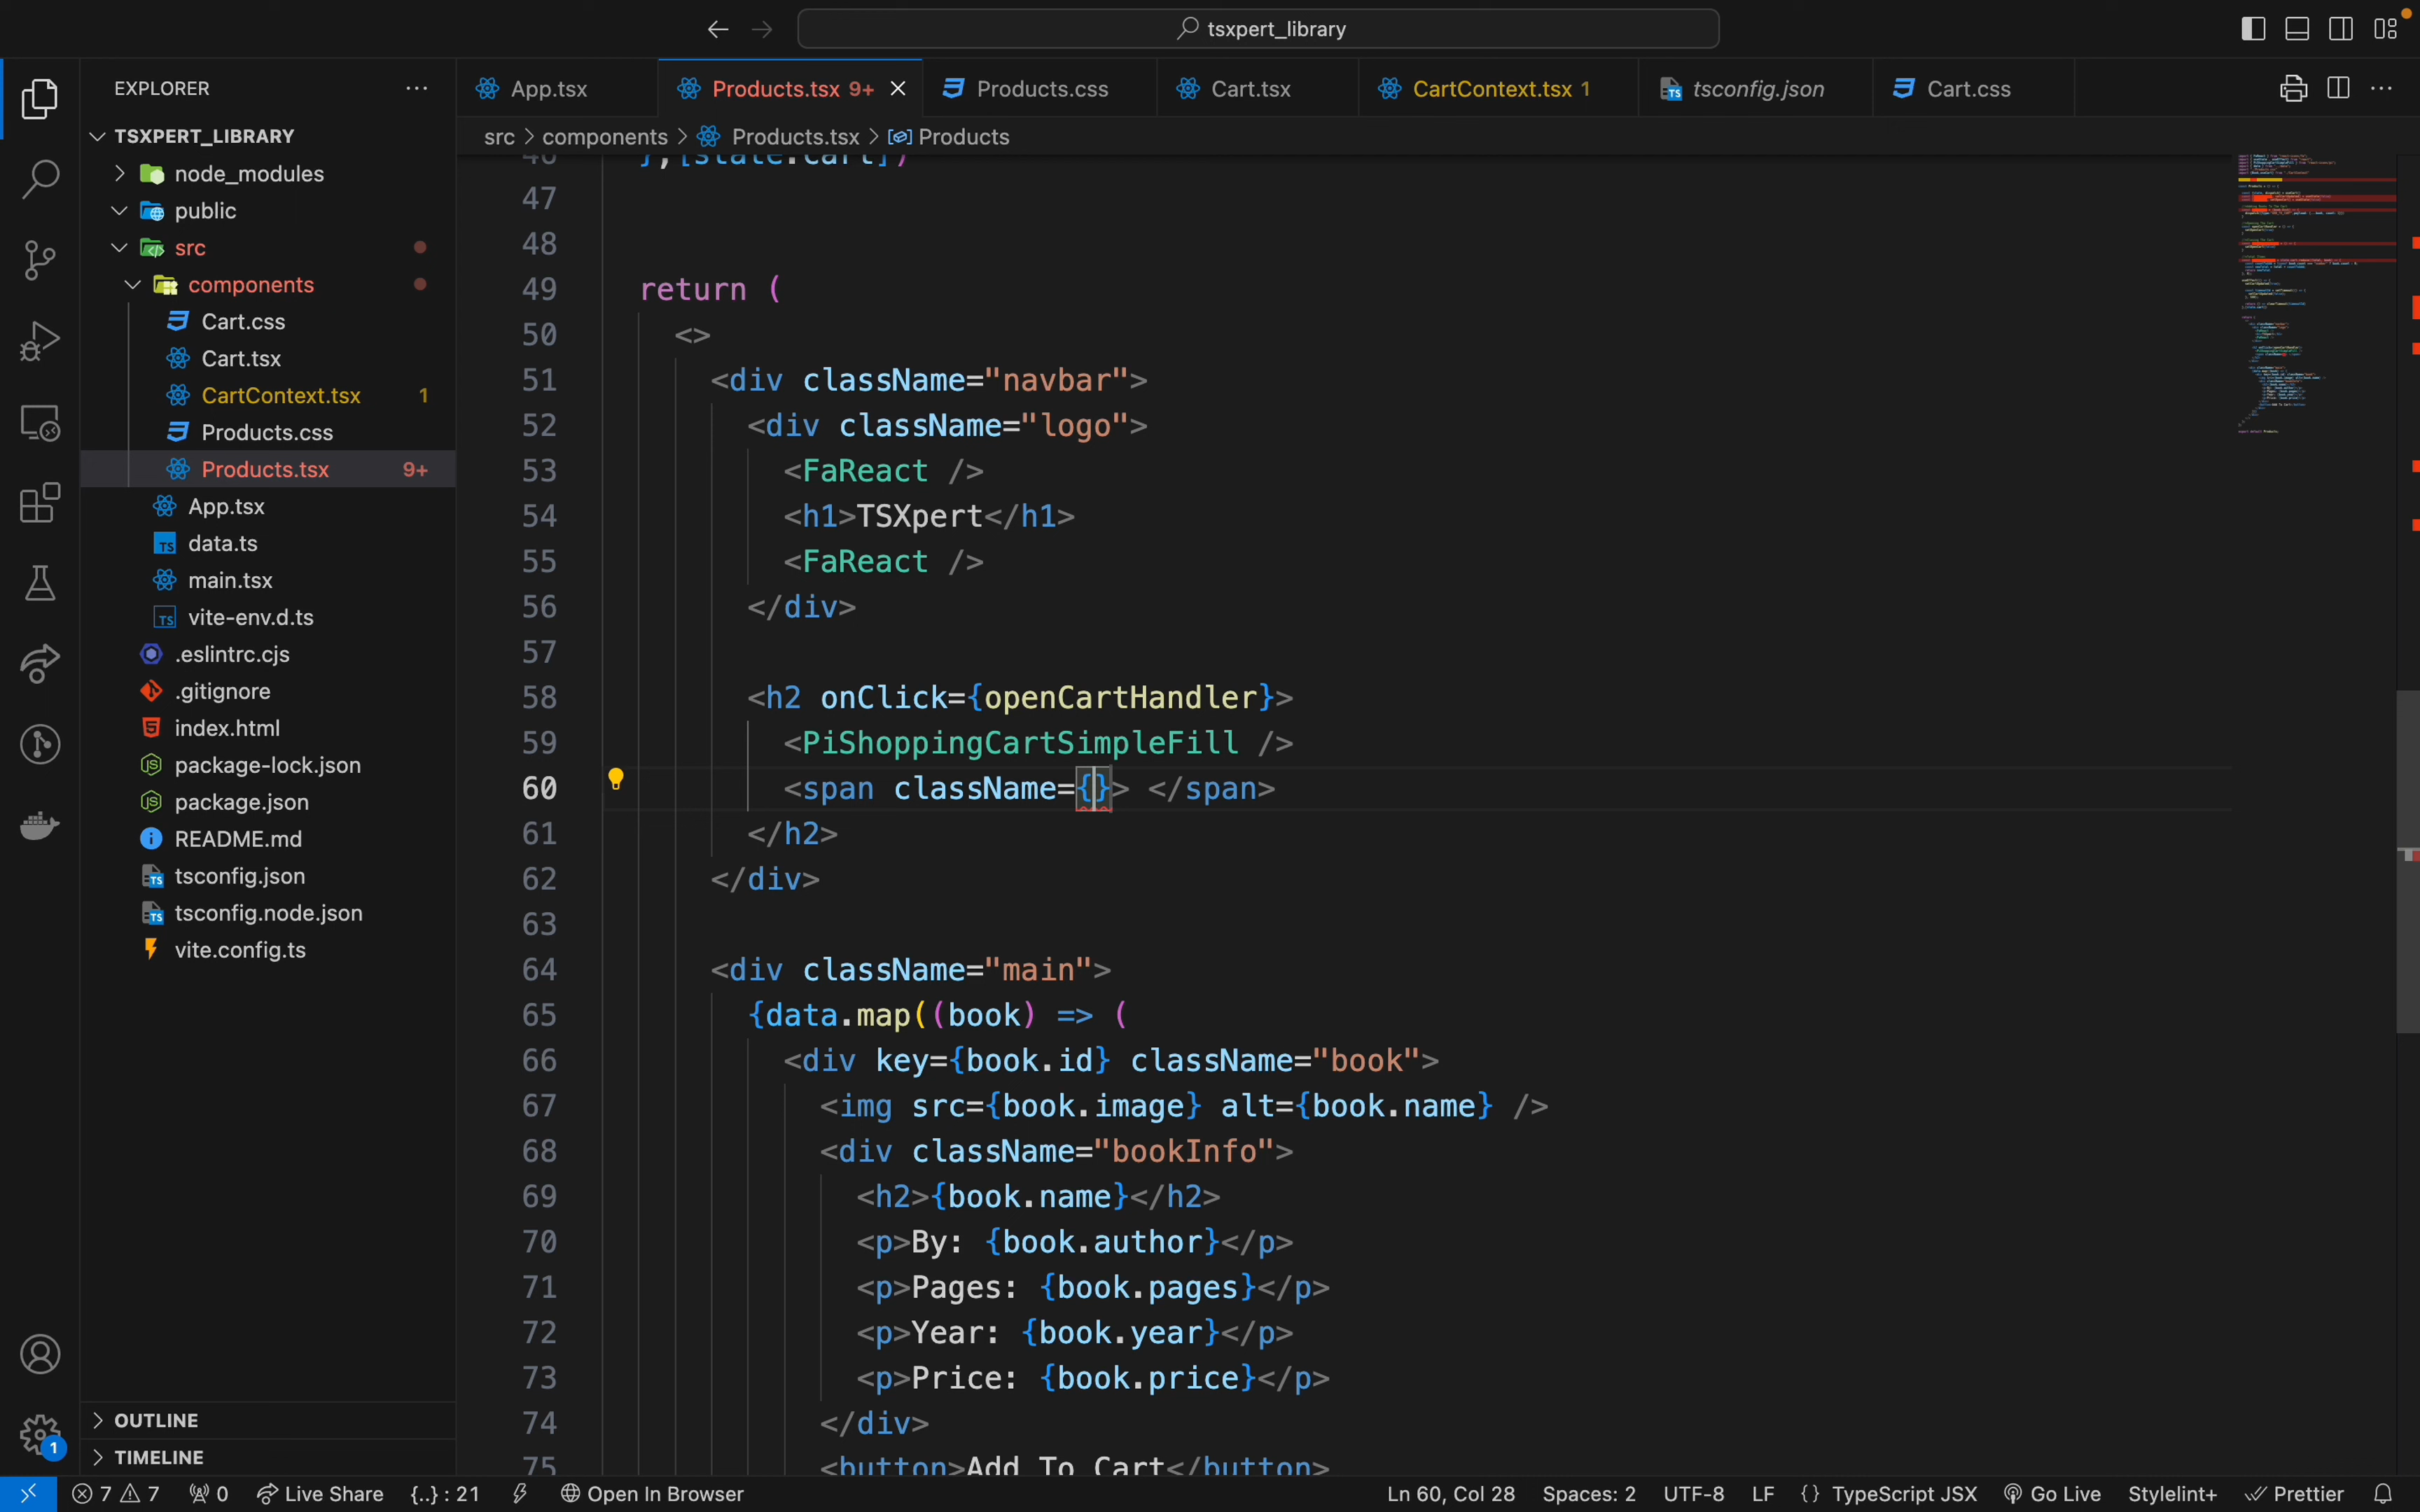 tsxpert_library
EXPLORER
TSXPERT_LIBRARY
node_modules
public
src
components
Cart.css
Cart.tsx
CartContext.tsx 1
Products.css
Products.tsx 9+
App.tsx
data.ts
main.tsx
vite-env.d.ts
.eslintrc.cjs
.gitignore
index.html
package-lock.json
package.json
README.md
tsconfig.json
tsconfig.node.json
vite.config.ts
OUTLINE
TIMELINE
1
App.tsx Products.tsx 9+ Products.css Cart.tsx CartContext.tsx 1 tsconfig.json Cart.css
src > components > Products.tsx > Products
46 },[state.cart])
47
48
49 return (
50 <>
51 <div className="navbar">
52 <div className="logo">
53 <FaReact />
54 <h1>TSXpert</h1>
55 <FaReact />
56 </div>
57
58 <h2 onClick={openCartHandler}>
59 <PiShoppingCartSimpleFill />
60 <span className={}> </span>
61 </h2>
62 </div>
63
64 <div className="main">
65 {data.map((book) => (
66 <div key={book.id} className="book">
67 <img src={book.image} alt={book.name} />
68 <div className="bookInfo">
69 <h2>{book.name}</h2>
70 <p>By: {book.author}</p>
71 <p>Pages: {book.pages}</p>
72 <p>Year: {book.year}</p>
73 <p>Price: {book.price}</p>
74 </div>
75 <button>Add To Cart</button>
7 7 0 Live Share {..} : 21 Open In Browser Ln 60, Col 28 Spaces: 2 UTF-8 LF {} TypeScript JSX Go Live Stylelint+ Prettier